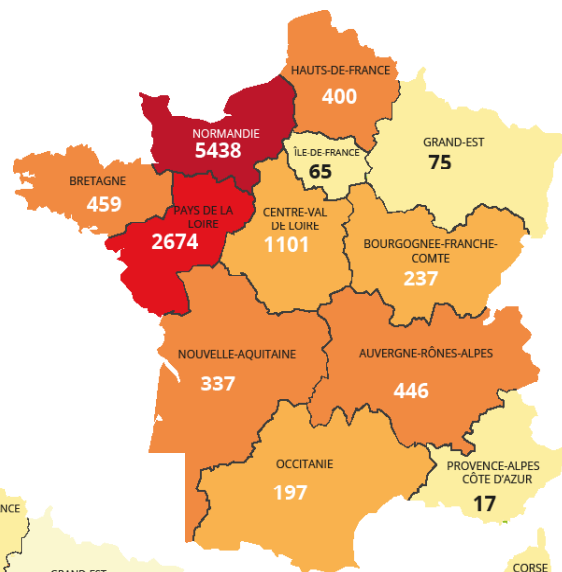 HAUTS-DE-FRANCE
400
NORMANDIE
5438
ÎLE-DE-FRANCE
65
GRAND-EST
75
BRETAGNE
459
PAYS DE LA
LOIRE
2674
CENTRE-VAL
DE LOIRE
1101
BOURGOGNEE-FRANCHE-
COMTE
237
NOUVELLE-AQUITAINE
337
AUVERGNE-RÔNES-ALPES
446
OCCITANIE
197
PROVENCE-ALPES
CÔTE D'AZUR
17
NCE
GRAND-EST
CORSE